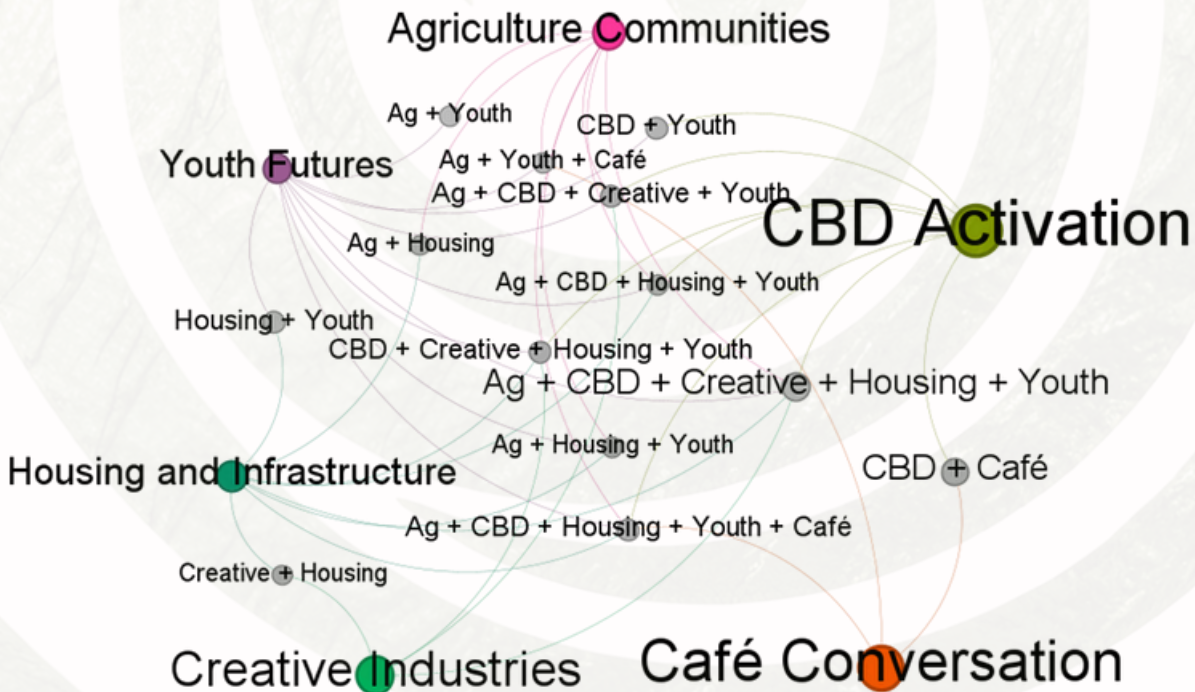 Agriculture Communities
Ag + Youth
CBD + Youth
Youth Futures
Ag + Youth + Café
Ag + CBD + Creative + Youth
CBD Activation
Ag + Housing
Ag + CBD + Housing + Youth
Housing + Youth
CBD + Creative + Housing + Youth
Ag + CBD + Creative + Housing + Youth
Ag + Housing + Youth
Housing and Infrastructure
CBD + Café
Ag + CBD + Housing + Youth + Café
Creative + Housing
Creative Industries
Café Conversation